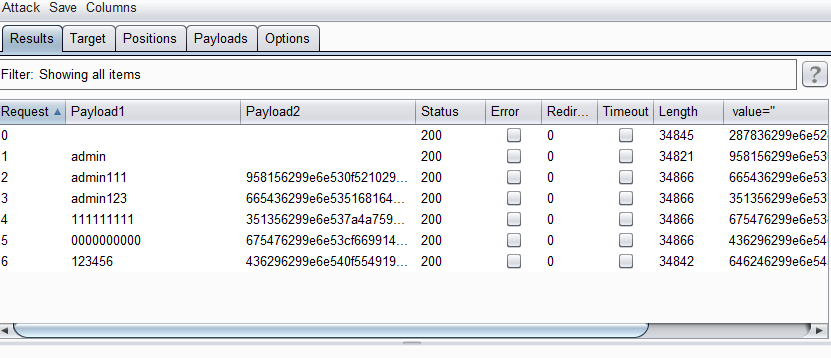 Attack Save Columns
Results Target Positions Payloads Options
Filter: Showing all items ?
Request Payload1 Payload2 Status Error Redir... Timeout Length value="
0 200 0 34845 287836299e6e52
1 admin 200 0 34821 958156299e6e53
2 admin111 958156299e6e530f521029... 200 0 34866 665436299e6e53
3 admin123 665436299e6e535168164... 200 0 34866 351356299e6e53
4 111111111 351356299e6e537a4a759... 200 0 34866 675476299e6e53
5 0000000000 675476299e6e53cf669914... 200 0 34866 436296299e6e54
6 123456 436296299e6e540f554919... 200 0 34842 646246299e6e54